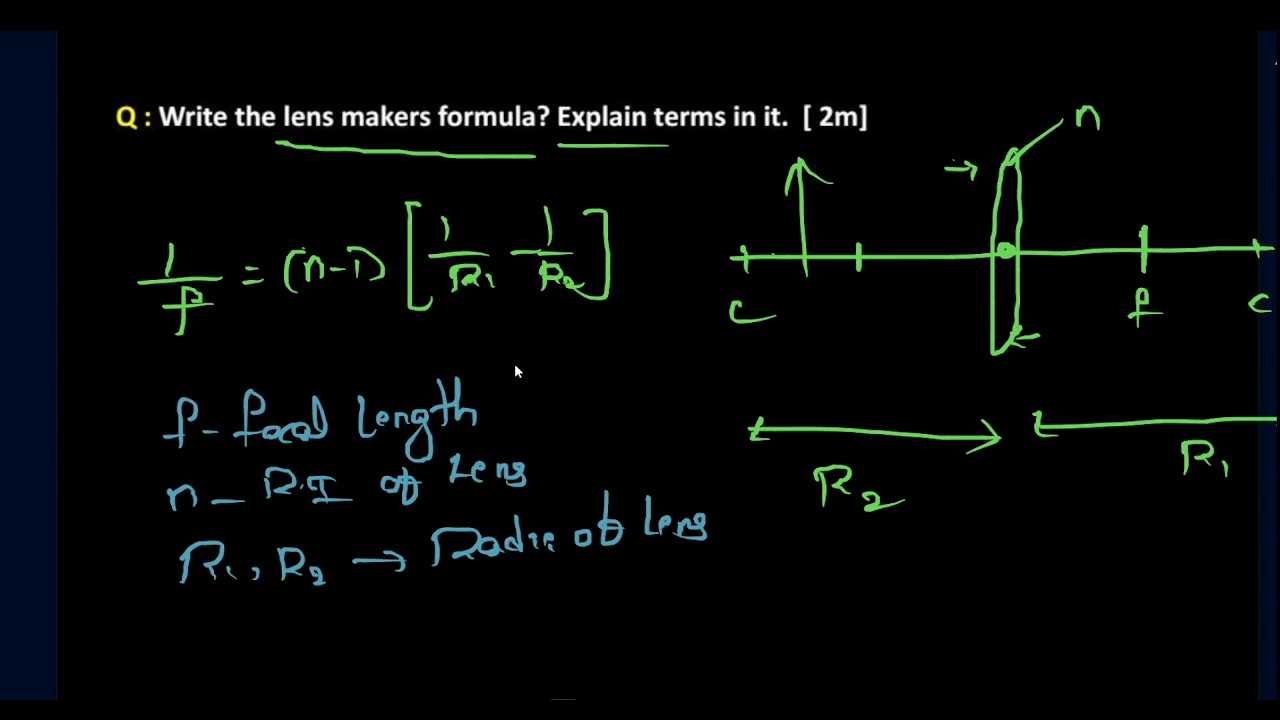 Q : Write the lens makers formula? Explain terms in it. [ 2m]
n
1/f = (n-1) [1/R1 - 1/R2]
C
f
C
f - focal length
n - R.I of Lens
R1, R2 → Radii of lens
R2
R1